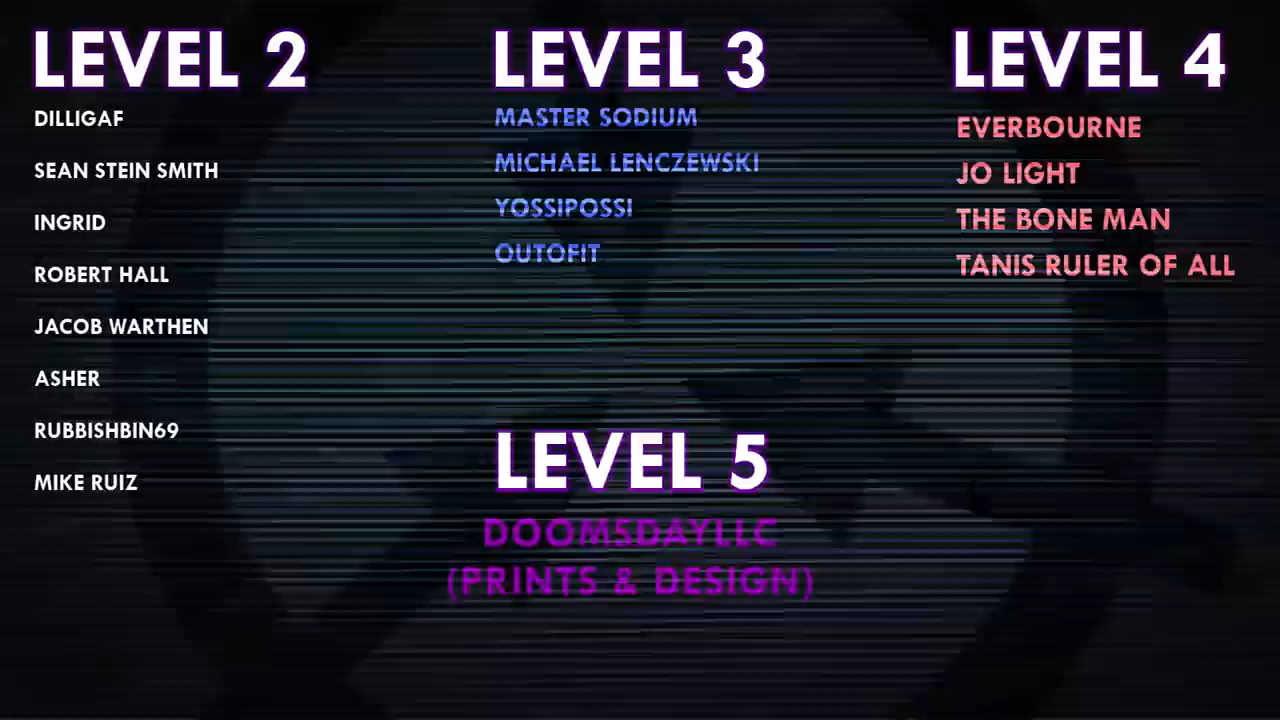 LEVEL 2
DILLIGAF
SEAN STEIN SMITH
INGRID
ROBERT HALL
JACOB WARTHEN
ASHER
RUBBISHBIN69
MIKE RUIZ
LEVEL 3
MASTER SODIUM
MICHAEL LENCZEWSKI
YOSSIPOSSI
OUTOFIT
LEVEL 4
EVERBOURNE
JO LIGHT
THE BONE MAN
TANIS RULER OF ALL
LEVEL 5
DOOMSDAYLLC
(PRINTS & DESIGN)